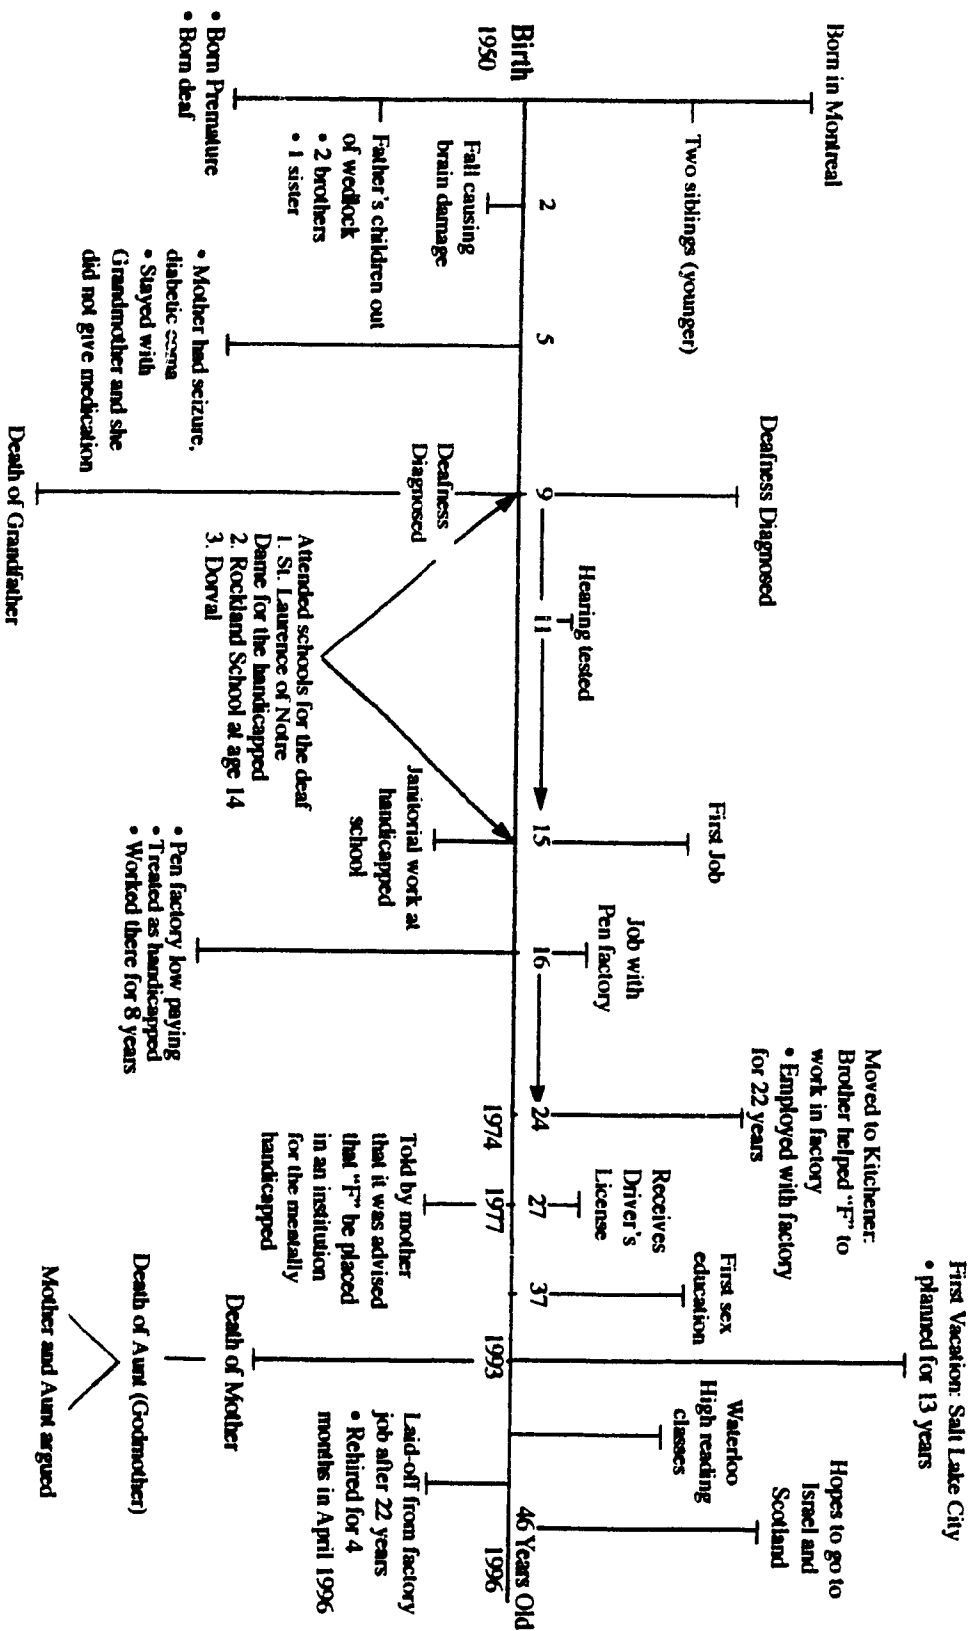 Born in Montreal
Two siblings (younger)
Birth
1950
Father's children out
of wedlock
• 2 brothers
• 1 sister
• Born Premature
• Born deaf
2
Fall causing
brain damage
5
• Mother had seizure,
diabetic coma
• Stayed with
Grandmother and she
did not give medication
Deafness Diagnosed
9
Deafness
Diagnosed
Death of Grandfather
Hearing tested
11
Attended schools for the deaf
1. St. Laurence of Notre
Dame for the handicapped
2. Rockland School at age 14
3. Dorval
First Job
15
Janitorial work at
handicapped
school
Job with
Pen factory
16
• Pen factory low paying
• Treated as handicapped
• Worked there for 8 years
Moved to Kitchener:
Brother helped "F" to
work in factory
• Employed with factory
for 22 years
24
1974
Receives
Driver's
License
27
1977
Told by mother
that it was advised
that "F" be placed
in an institution
for the mentally
handicapped
First sex
education
37
First Vacation: Salt Lake City
• planned for 13 years
1993
Death of Mother
Death of Aunt (Godmother)
Mother and Aunt argued
Waterloo
High reading
classes
Laid-off from factory
job after 22 years
• Rehired for 4
months in April 1996
Hopes to go to
Israel and
Scotland
46 Years Old
1996